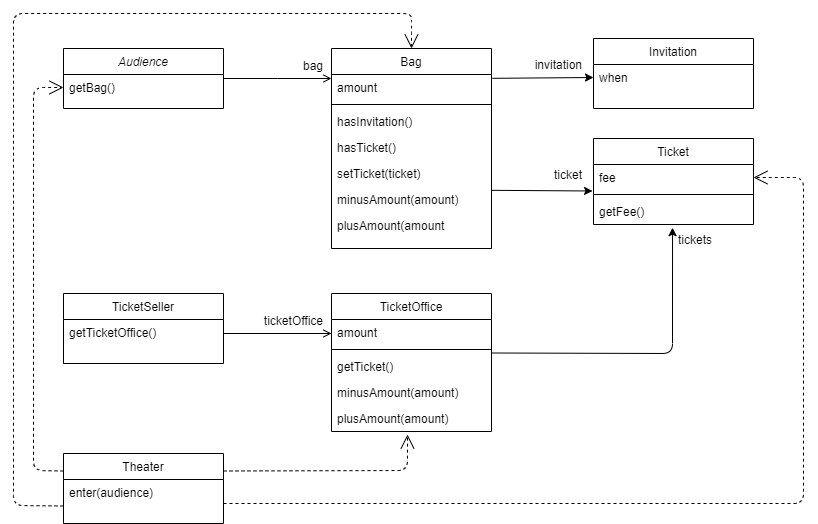 Audience
getBag()
bag
Bag
amount
hasInvitation()
hasTicket()
setTicket(ticket)
minusAmount(amount)
plusAmount(amount
invitation
Invitation
when
ticket
Ticket
fee
getFee()
tickets
TicketSeller
getTicketOffice()
ticketOffice
TicketOffice
amount
getTicket()
minusAmount(amount)
plusAmount(amount)
Theater
enter(audience)